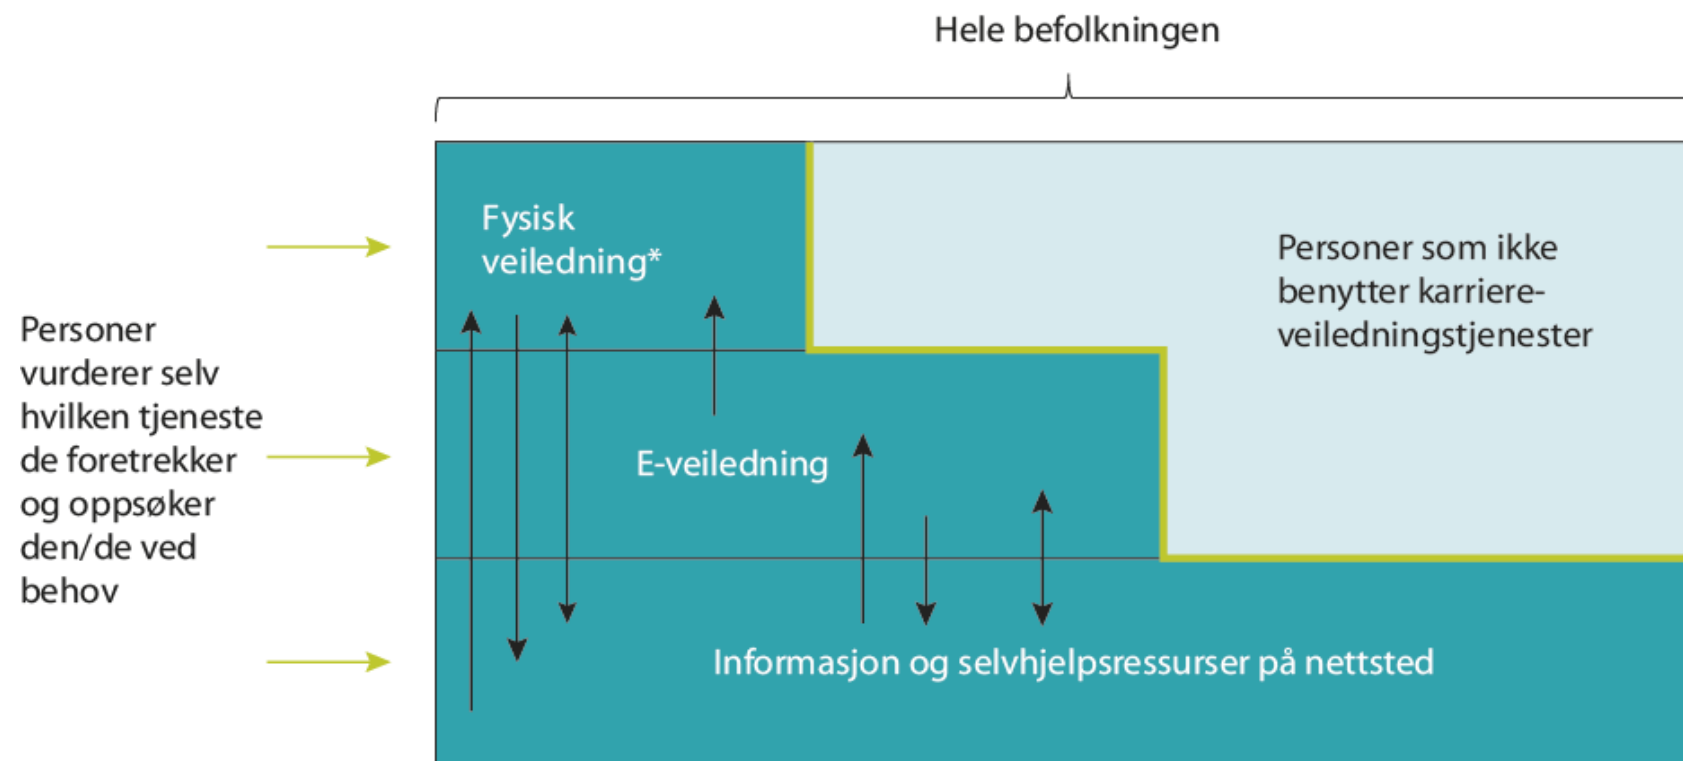 Hele befolkningen
Fysisk
veiledning*
Personer som ikke
benytter karriere-
veiledningstjenester
Personer
vurderer selv
hvilken tjeneste
de foretrekker
og oppsøker
den/de ved
behov
E-veiledning
Informasjon og selvhjelpsressurser på nettsted